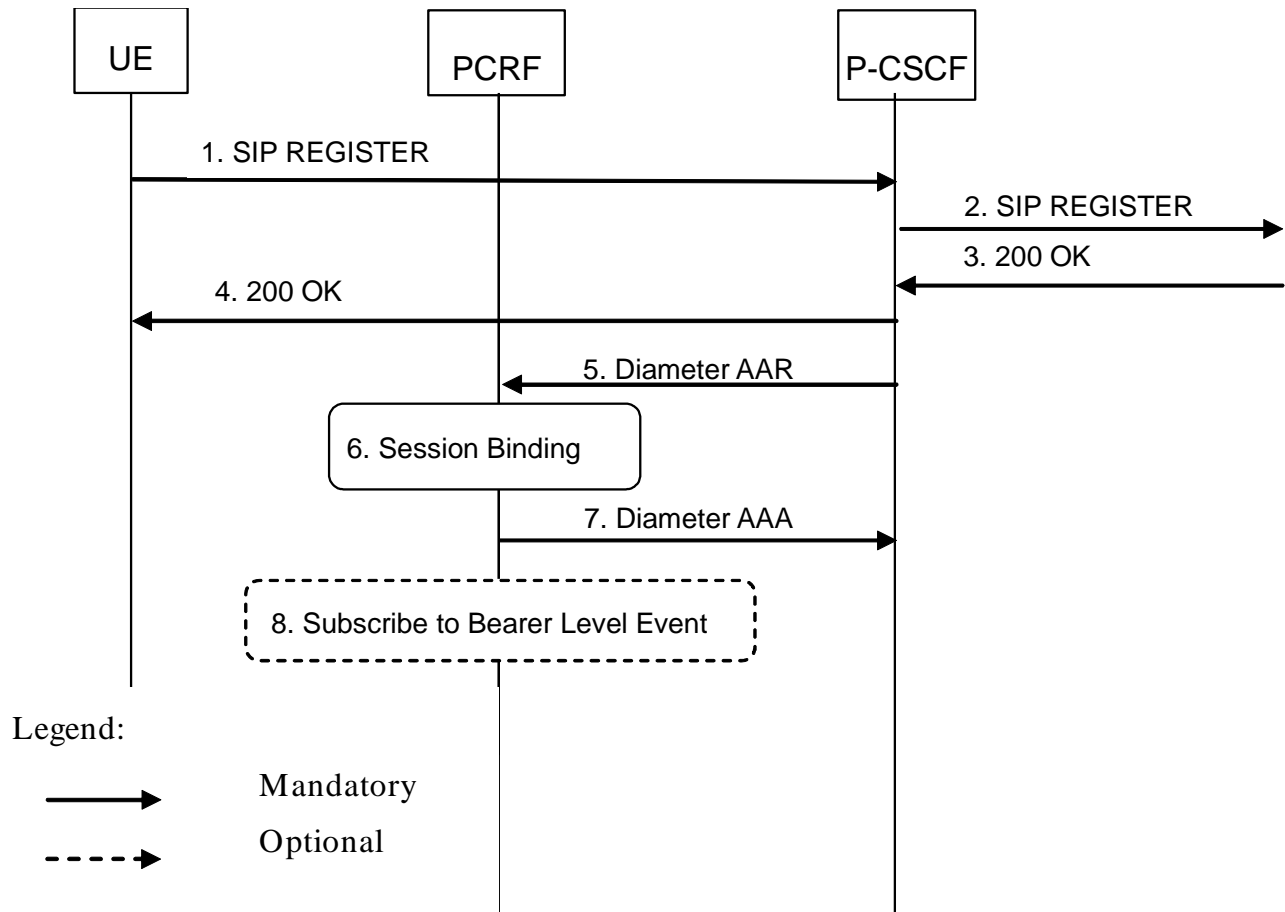 UE
PCRF
P-CSCF
1. SIP REGISTER
2. SIP REGISTER
3. 200 OK
4. 200 OK
5. Diameter AAR
6. Session Binding
7. Diameter AAA
8. Subscribe to Bearer Level Event
Legend:
Mandatory
Optional